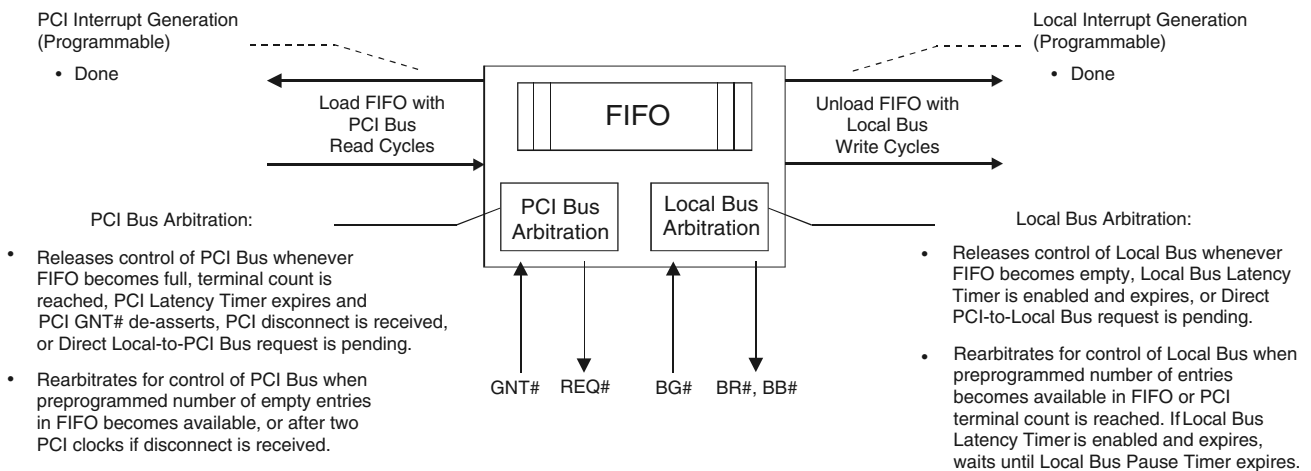 PCI Interrupt Generation
(Programmable)
• Done
Local Interrupt Generation
(Programmable)
• Done
Load FIFO with
PCI Bus
Read Cycles
FIFO
Unload FIFO with
Local Bus
Write Cycles
PCI Bus
Arbitration
Local Bus
Arbitration
PCI Bus Arbitration:
• Releases control of PCI Bus whenever
FIFO becomes full, terminal count is
reached, PCI Latency Timer expires and
PCI GNT# de-asserts, PCI disconnect is received,
or Direct Local-to-PCI Bus request is pending.
• Rearbitrates for control of PCI Bus when
preprogrammed number of empty entries
in FIFO becomes available, or after two
PCI clocks if disconnect is received.
GNT#
REQ#
BG#
BR#, BB#
Local Bus Arbitration:
• Releases control of Local Bus whenever
FIFO becomes empty, Local Bus Latency
Timer is enabled and expires, or Direct
PCI-to-Local Bus request is pending.
• Rearbitrates for control of Local Bus when
preprogrammed number of entries
becomes available in FIFO or PCI
terminal count is reached. If Local Bus
Latency Timer is enabled and expires,
waits until Local Bus Pause Timer expires.